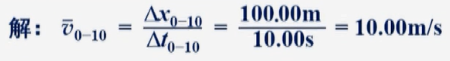 解： v̄₀₋₁₀ = Δx₀₋₁₀ / Δt₀₋₁₀ = 100.00m / 10.00s = 10.00m/s